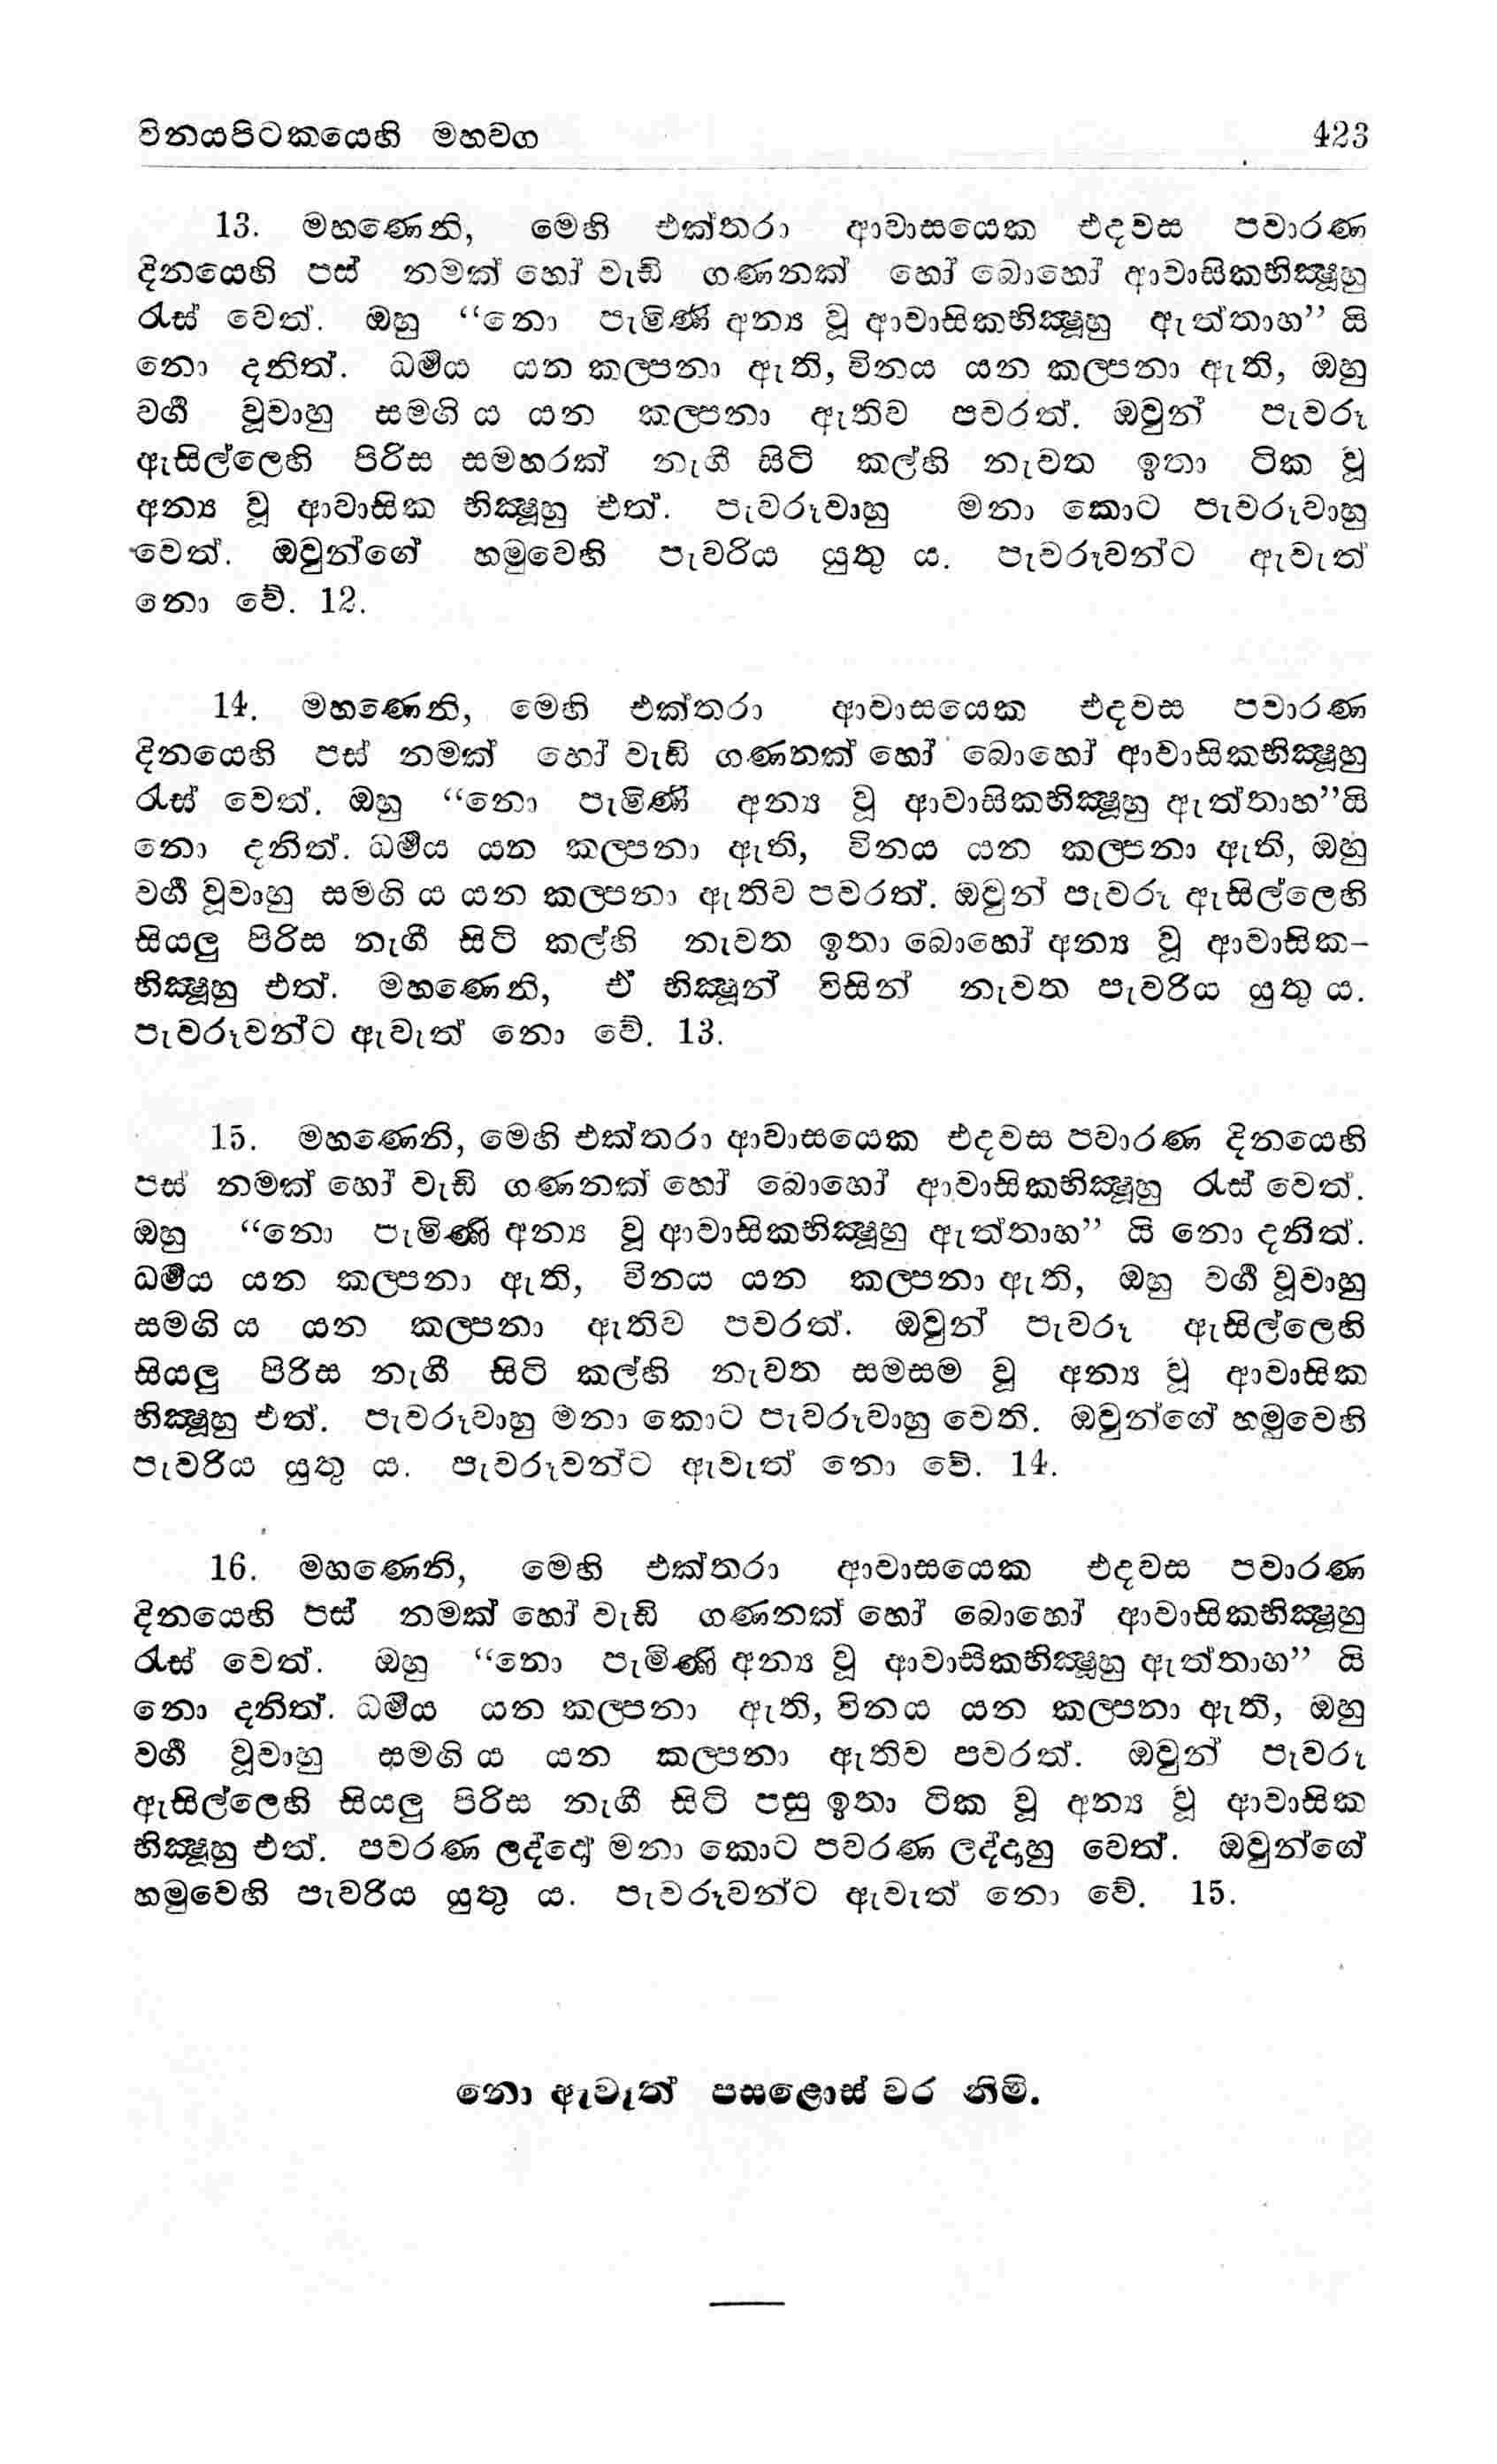 විනයපිටකයෙහි මහවග 423
13. මහණෙනි, මෙහි එක්තරා ආවාසයෙක එදවස පවාරණ
දිනයෙහි පස් නමක් හෝ වැඩි ගණනක් හෝ බොහෝ ආවාසිකභික්‍ෂූහු
රැස් වෙත්. ඔහු “නො පැමිණි අන්‍ය වූ ආවාසිකභික්‍ෂූහු ඇත්තාහ” යි
නො දනිත්. ධර්‍මය යන කල්‍පනා ඇති, විනය යන කල්‍පනා ඇති, ඔහු
වර්‍ග වූවාහු සමගි ය යන කල්‍පනා ඇතිව පවරත්. ඔවුන් පැවරූ
ඇසිල්ලෙහි පිරිස සමහරක් නැගී සිටි කල්හි නැවත ඉතා ටික වූ
අන්‍ය වූ ආවාසික භික්‍ෂූහු එත්. පැවරූවාහු මනා කොට පැවරූවාහු
වෙත්. ඔවුන්ගේ හමුවෙහි පැවරිය යුතු ය. පැවරූවන්ට ඇවැත්
නො වේ. 12.
14. මහණෙනි, මෙහි එක්තරා ආවාසයෙක එදවස පවාරණ
දිනයෙහි පස් නමක් හෝ වැඩි ගණනක් හෝ බොහෝ ආවාසිකභික්‍ෂූහු
රැස් වෙත්. ඔහු “නො පැමිණි අන්‍ය වූ ආවාසිකභික්‍ෂූහු ඇත්තාහ”යි
නො දනිත්. ධර්‍මය යන කල්‍පනා ඇති, විනය යන කල්‍පනා ඇති, ඔහු
වර්‍ග වූවාහු සමගි ය යන කල්‍පනා ඇතිව පවරත්. ඔවුන් පැවරූ ඇසිල්ලෙහි
සියලු පිරිස නැගී සිටි කල්හි නැවත ඉතා බොහෝ අන්‍ය වූ ආවාසික-
භික්‍ෂූහු එත්. මහණෙනි, ඒ භික්‍ෂූන් විසින් නැවත පැවරිය යුතු ය.
පැවරූවන්ට ඇවැත් නො වේ. 13.
15. මහණෙනි, මෙහි එක්තරා ආවාසයෙක එදවස පවාරණ දිනයෙහි
පස් නමක් හෝ වැඩි ගණනක් හෝ බොහෝ ආවාසිකභික්‍ෂූහු රැස් වෙත්.
ඔහු “නො පැමිණි අන්‍ය වූ ආවාසිකභික්‍ෂූහු ඇත්තාහ” යි නො දනිත්.
ධර්‍මය යන කල්‍පනා ඇති, විනය යන කල්‍පනා ඇති, ඔහු වර්‍ග වූවාහු
සමගි ය යන කල්‍පනා ඇතිව පවරත්. ඔවුන් පැවරූ ඇසිල්ලෙහි
සියලු පිරිස නැගී සිටි කල්හි නැවත සමසම වූ අන්‍ය වූ ආවාසික
භික්‍ෂූහු එත්. පැවරූවාහු මනා කොට පැවරූවාහු වෙති. ඔවුන්ගේ හමුවෙහි
පැවරිය යුතු ය. පැවරූවන්ට ඇවැත් නො වේ. 14.
16. මහණෙනි, මෙහි එක්තරා ආවාසයෙක එදවස පවාරණ
දිනයෙහි පස් නමක් හෝ වැඩි ගණනක් හෝ බොහෝ ආවාසිකභික්‍ෂූහු
රැස් වෙත්. ඔහු “නො පැමිණි අන්‍ය වූ ආවාසිකභික්‍ෂූහු ඇත්තාහ” යි
නො දනිත්. ධර්‍මය යන කල්‍පනා ඇති, විනය යන කල්‍පනා ඇති, ඔහු
වර්‍ග වූවාහු සමගි ය යන කල්‍පනා ඇතිව පවරත්. ඔවුන් පැවරූ
ඇසිල්ලෙහි සියලු පිරිස නැගී සිටි පසු ඉතා ටික වූ අන්‍ය වූ ආවාසික
භික්‍ෂූහු එත්. පවරණ ලද්දෝ මනා කොට පවරණ ලද්දාහු වෙත්. ඔවුන්ගේ
හමුවෙහි පැවරිය යුතු ය. පැවරූවන්ට ඇවැත් නො වේ. 15.
නො ඇවැත් පසළොස් වර නිමි.